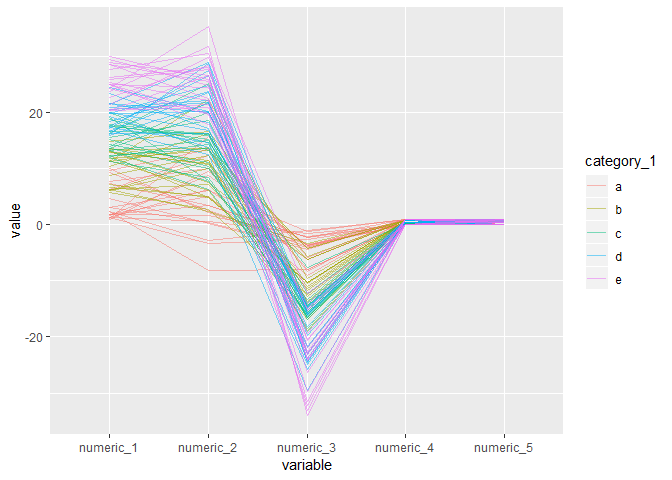 20
0
-20
value
numeric_1 numeric_2 numeric_3 numeric_4 numeric_5
variable
category_1
a
b
c
d
e